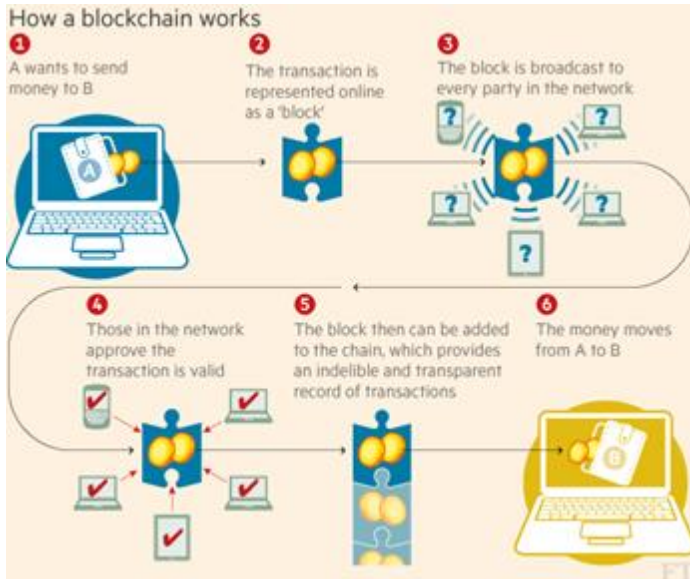 How a blockchain works
1
A wants to send
money to B
2
The transaction is
represented online
as a 'block'
3
The block is broadcast to
every party in the network
A
?
?
?
?
?
4
Those in the network
approve the
transaction is valid
5
The block then can be added
to the chain, which provides
an indelible and transparent
record of transactions
6
The money moves
from A to B
B
FT